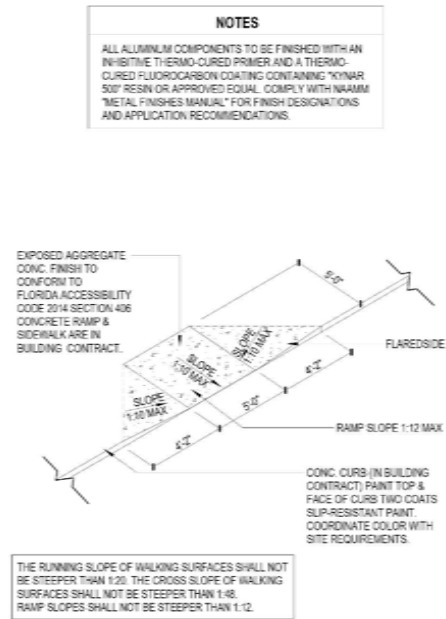 NOTES
ALL ALUMINUM COMPONENTS TO BE FINISHED WITH AN
INHIBITIVE THERMO-CURED PRIMER AND A THERMO-
CURED FLUOROCARBON COATING CONTAINING "KYNAR
500" RESIN OR APPROVED EQUAL. COMPLY WITH NAAMM
"METAL FINISHES MANUAL" FOR FINISH DESIGNATIONS
AND APPLICATION RECOMMENDATIONS.
EXPOSED AGGREGATE
CONC. FINISH TO
CONFORM TO
FLORIDA ACCESSIBILITY
CODE 2014 SECTION 406
CONCRETE RAMP &
SIDEWALK ARE IN
BUILDING CONTRACT.
5'-0"
SLOPE
1:10 MAX
SLOPE
1:10 MAX
SLOPE
1:10 MAX
FLAREDSIDE
4'-2"
5'-0"
4'-2"
RAMP SLOPE 1:12 MAX
CONC. CURB-(IN BUILDING
CONTRACT) PAINT TOP &
FACE OF CURB TWO COATS
SLIP-RESISTANT PAINT.
COORDINATE COLOR WITH
SITE REQUIREMENTS.
THE RUNNING SLOPE OF WALKING SURFACES SHALL NOT
BE STEEPER THAN 1:20. THE CROSS SLOPE OF WALKING
SURFACES SHALL NOT BE STEEPER THAN 1:48.
RAMP SLOPES SHALL NOT BE STEEPER THAN 1:12.